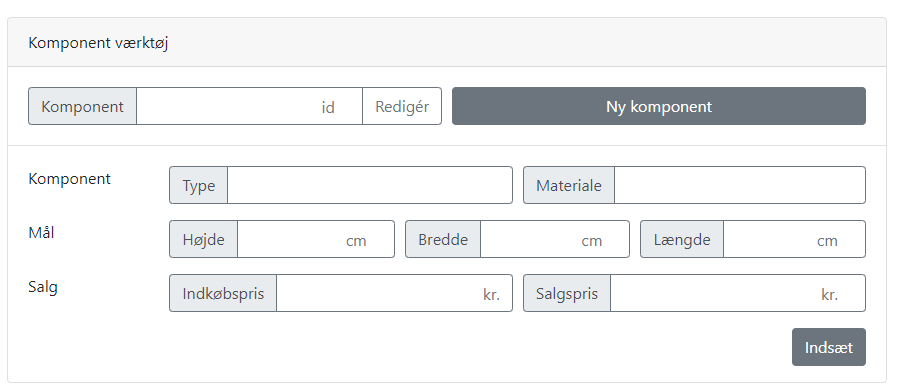 Komponent værktøj
Komponent id Redigér Ny komponent
Komponent Type Materiale
Mål Højde cm Bredde cm Længde cm
Salg Indkøbspris kr. Salgspris kr.
Indsæt